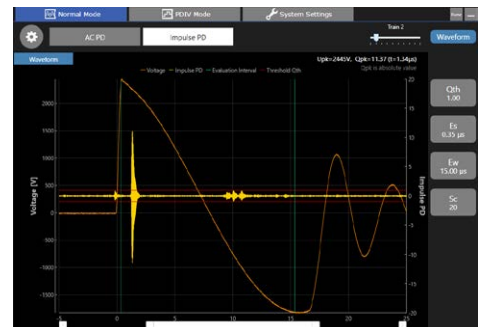 Normal Mode
PDIV Mode
System Settings
AC PD
Impulse PD
Train 2
Waveform
Waveform
Upk=2445V, Qpk=11.57 (t=1.34μs)
Qpk is absolute value
Voltage Impulse PD Evaluation Interval Threshold Qth
Voltage [V]
2000
1500
1000
500
0
-500
-1000
-1500
20
15
10
5
0
-5
-10
-15
-20
Impulse PD
-5 0 5 10 15 20 25
Qth
1.00
Es
0.35 μs
Ew
15.00 μs
Sc
20